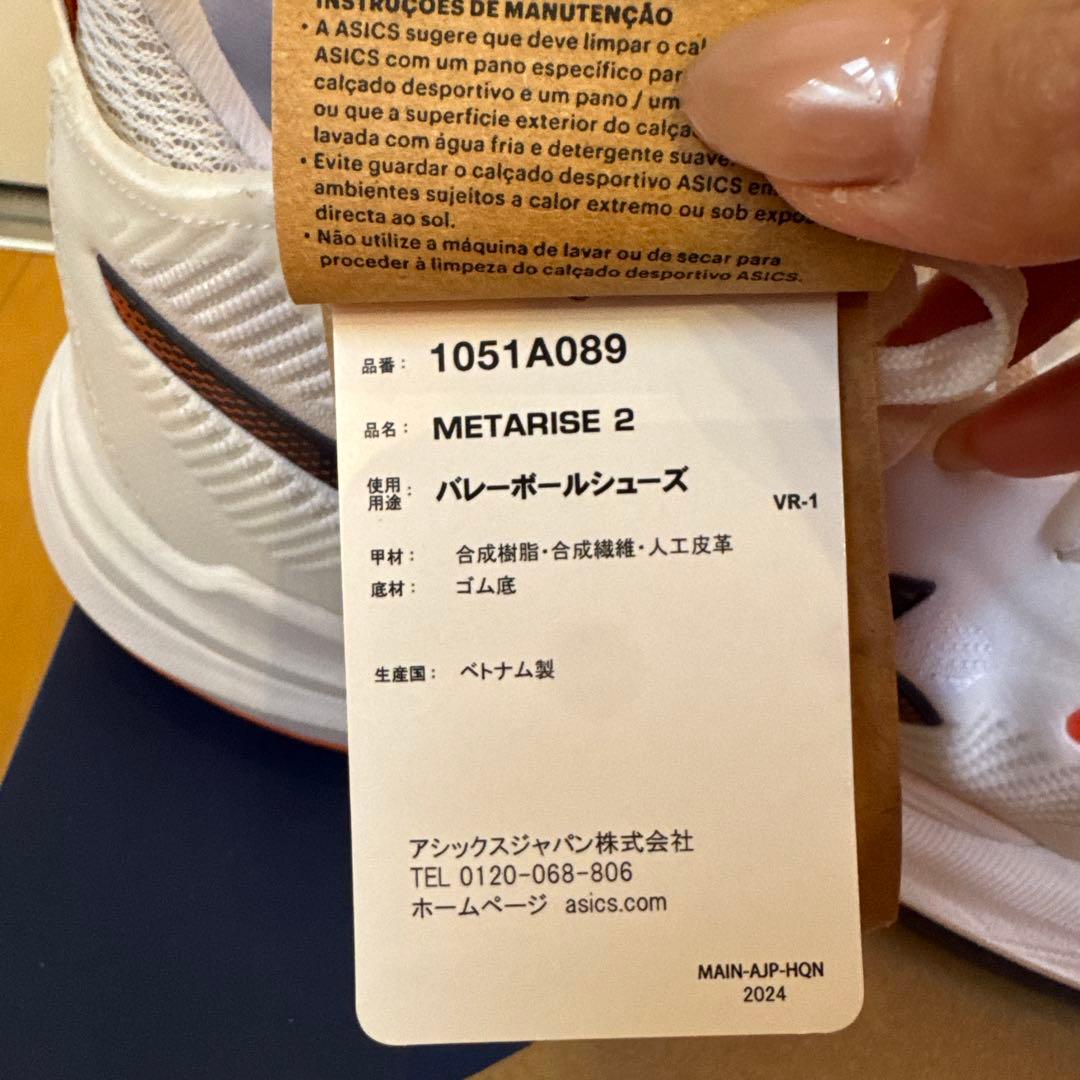 INSTRUÇÕES DE MANUTENÇÃO
• A ASICS sugere que deve limpar o
ASICS com um pano específico
calçado desportivo e um pano / um
ou que a superfície exterior do
lavada com água fria e detergente suave.
• Evite guardar o calçado desportivo ASICS em
ambientes sujeitos a calor extremo ou sob
directa ao sol.
• Não utilize a máquina de lavar ou de secar para
proceder à limpeza do calçado desportivo ASICS.
品番: 1051A089
品名: METARISE 2
使用用途: バレーボールシューズ
VR-1
甲材: 合成樹脂・合成繊維・人工皮革
底材: ゴム底
生産国: ベトナム製
アシックスジャパン株式会社
TEL 0120-068-806
ホームページ asics.com
MAIN-AJP-HQN
2024